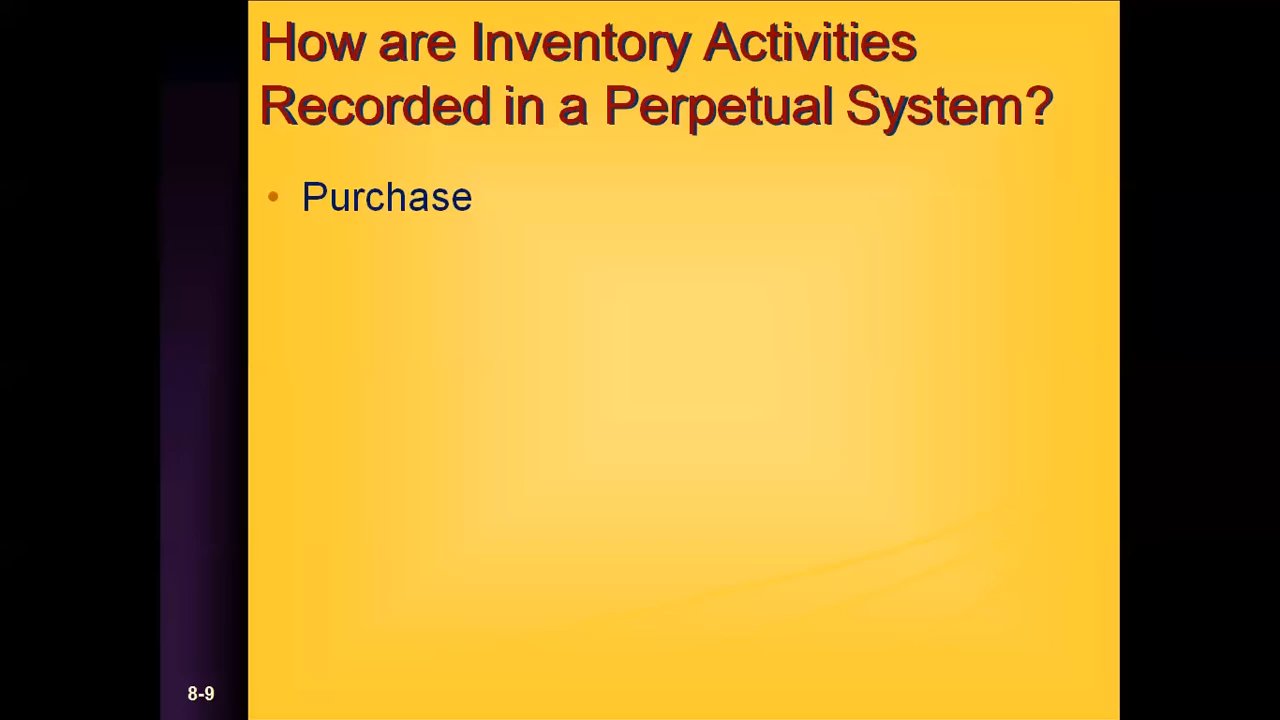 How are Inventory Activities
Recorded in a Perpetual System?
• Purchase
8-9